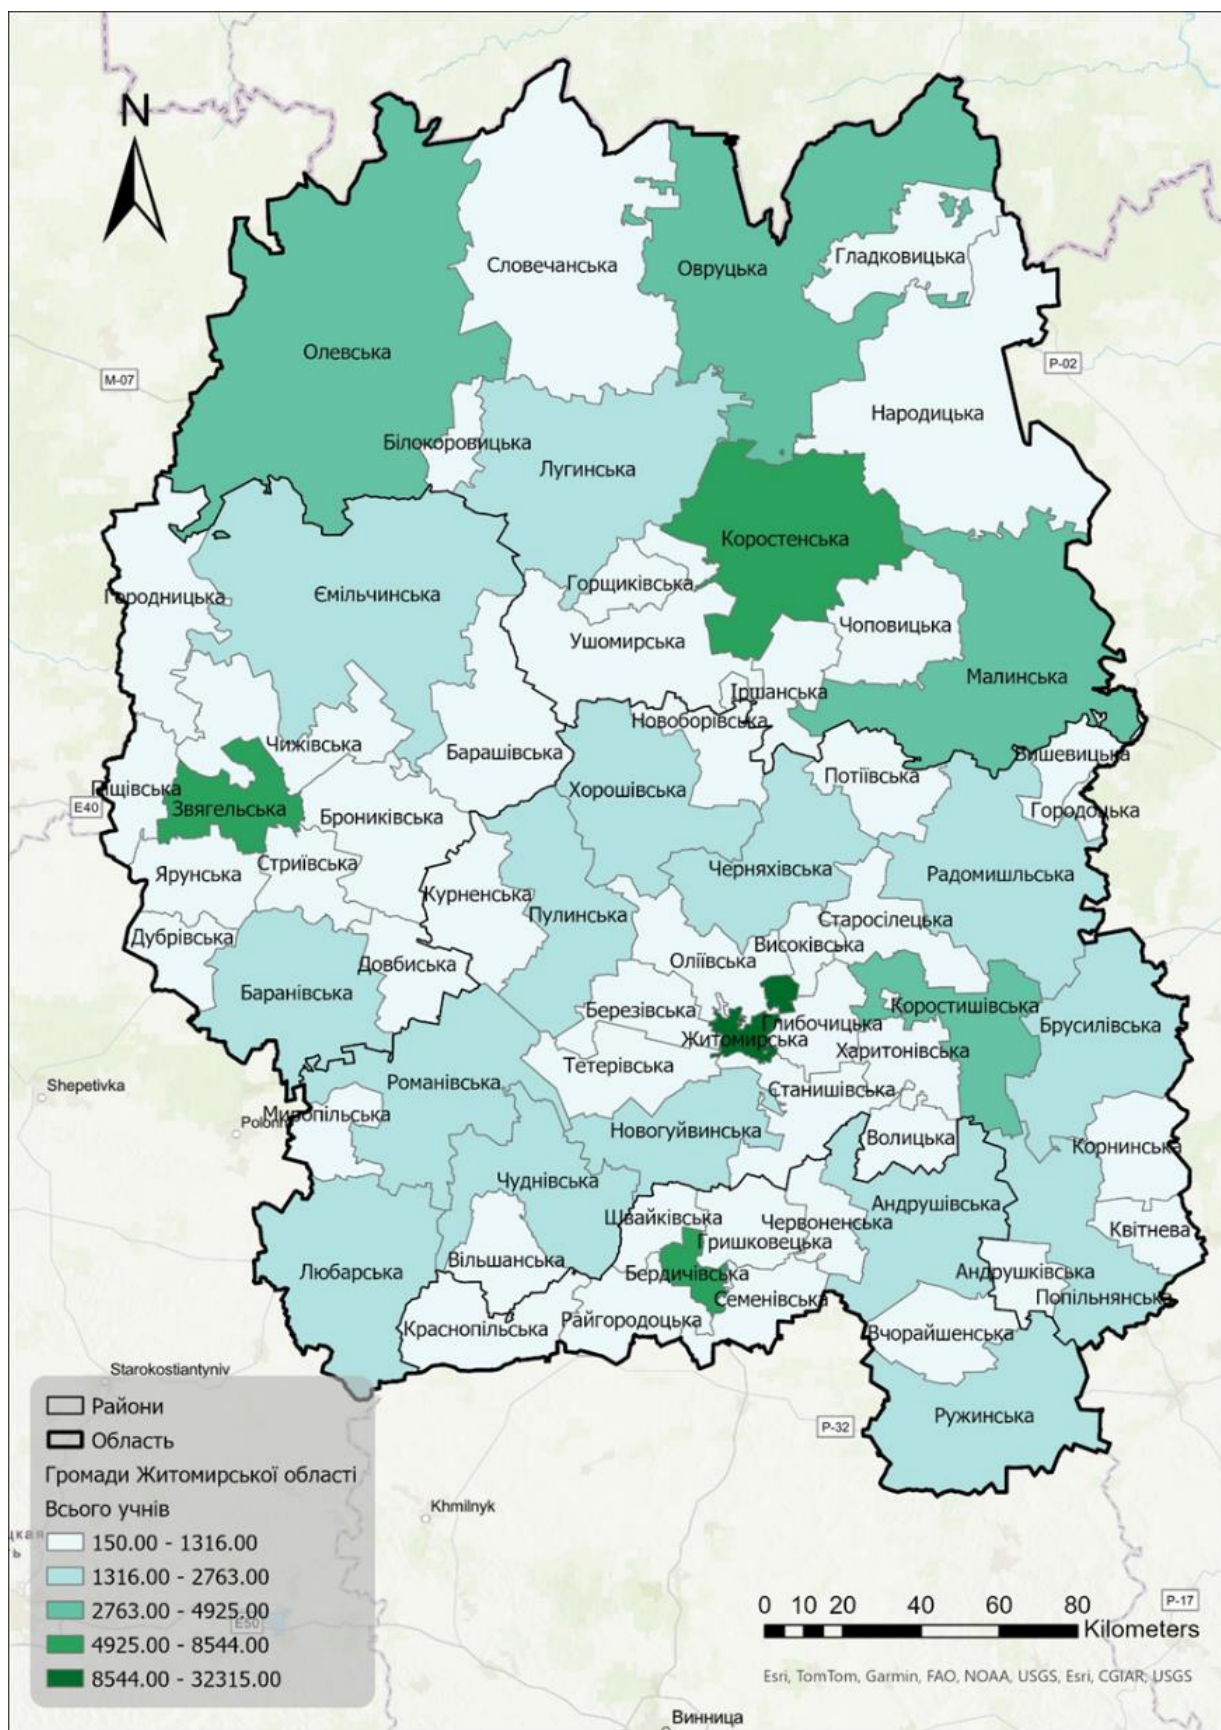 N
Словечанська
Овруцька
Гладковицька
Олевська
M-07
P-02
Народицька
Білокоровицька
Лугинська
Коростенська
Городницька
Ємільчинська
Горщиківська
Ушомирська
Чоповицька
Малинська
Іршанська
Новоборівська
Чижівська
Барашівська
Вишевицька
Потіївська
Городоцька
Піщівська
E40
Звягельська
Брониківська
Хорошівська
Ярунська
Стриївська
Курненська
Черняхівська
Радомишльська
Дубрівська
Довбиська
Пулинська
Старосілецька
Високівська
Оліївська
Баранівська
Березівська
Коростишівська
Брусилівська
Глибочицька
Житомирська
Харитонівська
Тетерівська
Романівська
Станишівська
Shepetivka
Миропільська
Polonne
Новогуйвинська
Волицька
Корнинська
Чуднівська
Андрушівська
Швайківська
Червоненська
Гришковецька
Квітнева
Любарська
Вільшанська
Бердичівська
Андрушківська
Семенівська
Попільнянська
Краснопільська
Райгородоцька
Вчорайшенська
Starokostiantyniv
Ружинська
P-32
Райони
Область
Громади Житомирської області
Всього учнів
150.00 - 1316.00
1316.00 - 2763.00
2763.00 - 4925.00
4925.00 - 8544.00
8544.00 - 32315.00
цкая
ь
E50
Khmilnyk
P-17
0 10 20 40 60 80
Kilometers
Esri, TomTom, Garmin, FAO, NOAA, USGS, Esri, CGIAR, USGS
Винница